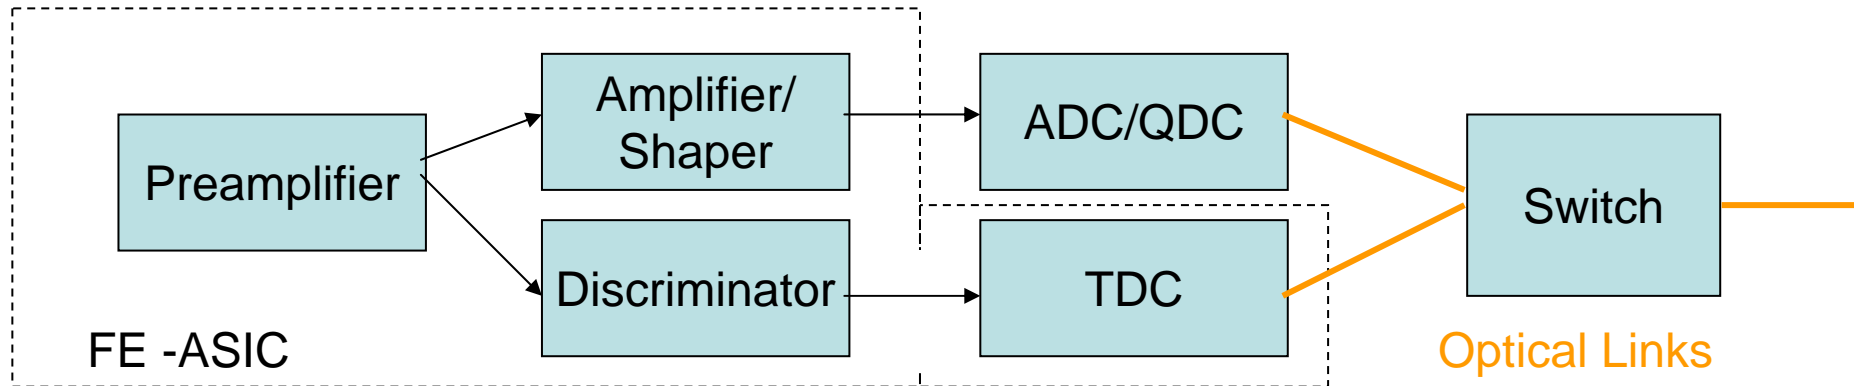 Preamplifier
Amplifier/
Shaper
Discriminator
ADC/QDC
TDC
Switch
FE -ASIC
Optical Links